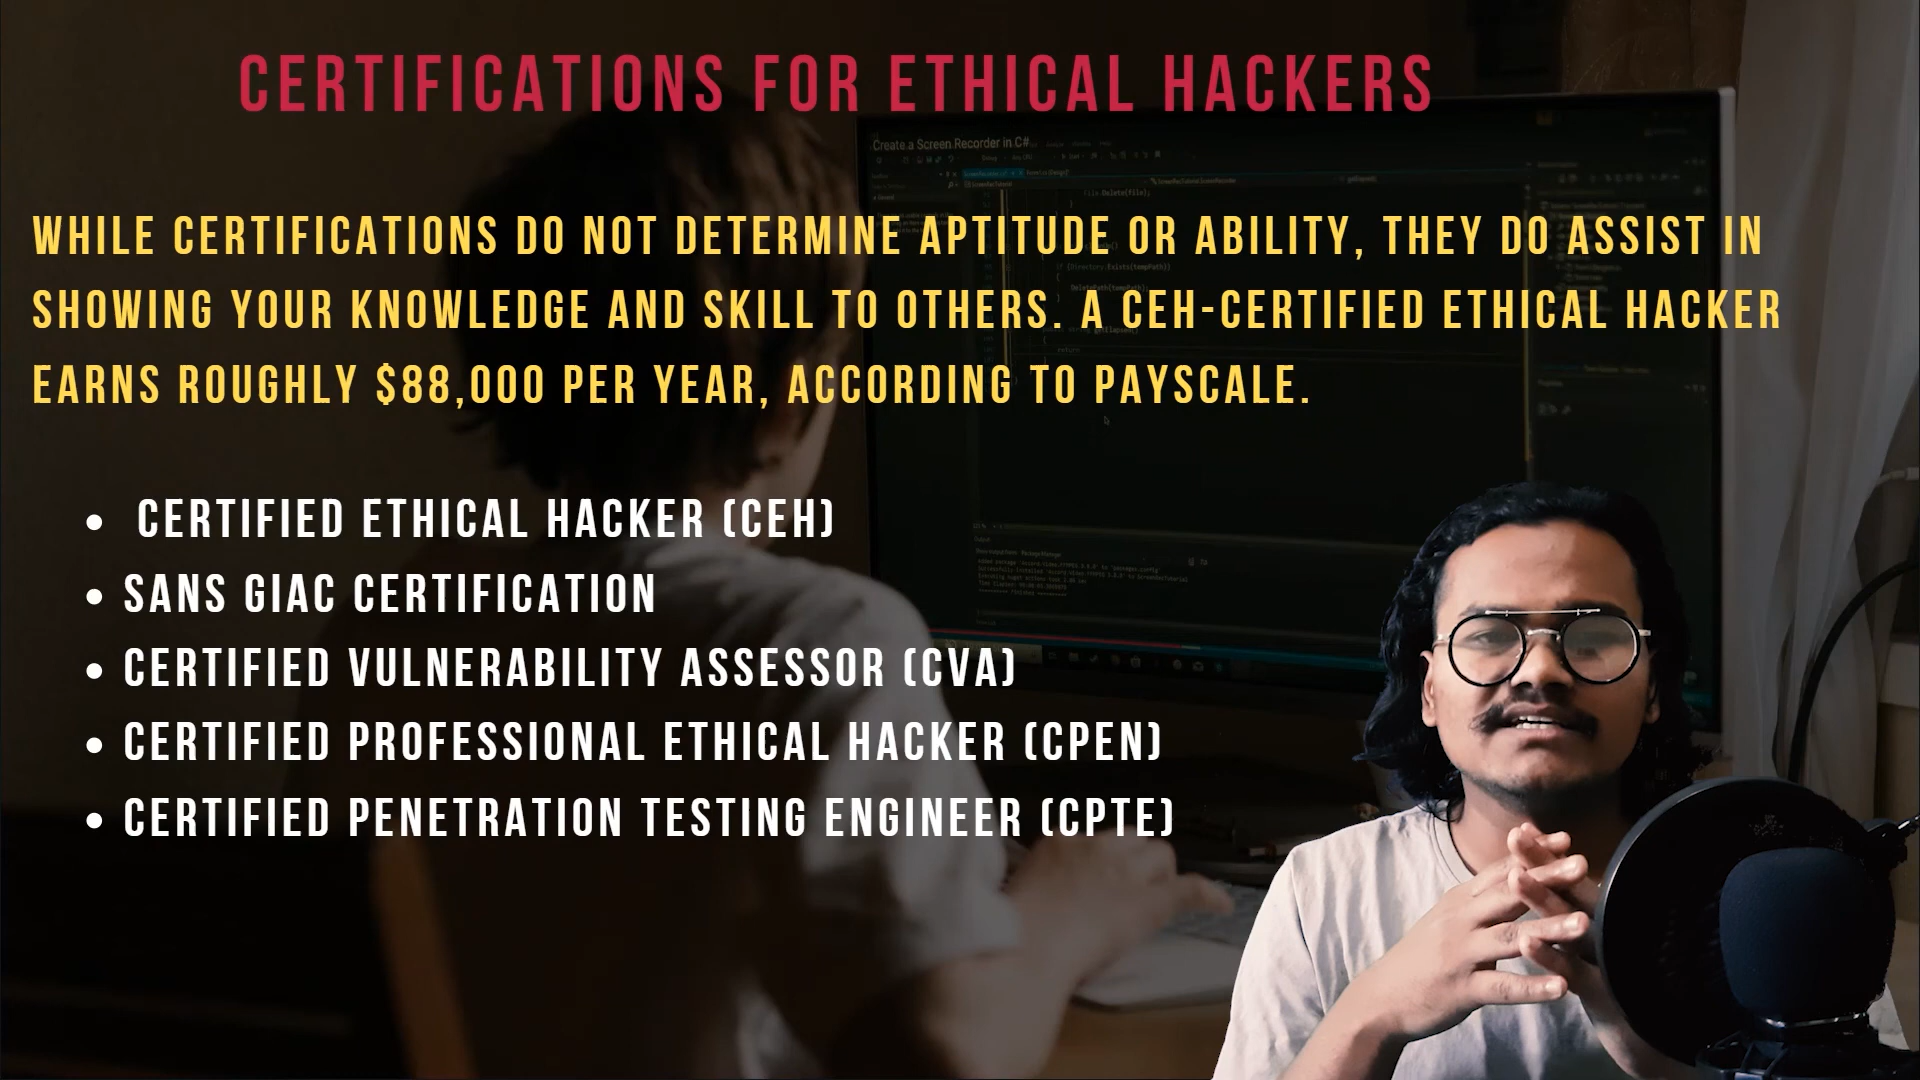 CERTIFICATIONS FOR ETHICAL HACKERS
Create a Screen Recorder in C#
WHILE CERTIFICATIONS DO NOT DETERMINE APTITUDE OR ABILITY, THEY DO ASSIST IN
SHOWING YOUR KNOWLEDGE AND SKILL TO OTHERS. A CEH-CERTIFIED ETHICAL HACKER
EARNS ROUGHLY $88,000 PER YEAR, ACCORDING TO PAYSCALE.
• CERTIFIED ETHICAL HACKER (CEH)
• SANS GIAC CERTIFICATION
• CERTIFIED VULNERABILITY ASSESSOR (CVA)
• CERTIFIED PROFESSIONAL ETHICAL HACKER (CPEN)
• CERTIFIED PENETRATION TESTING ENGINEER (CPTE)